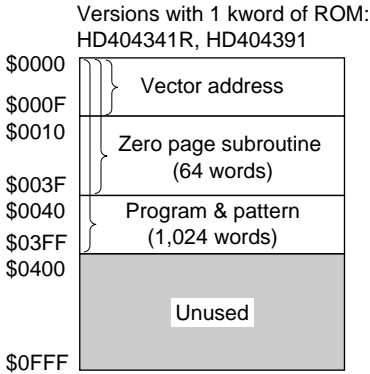 Versions with 1 kword of ROM:
HD404341R, HD404391
$0000
Vector address
$000F
$0010
Zero page subroutine
(64 words)
$003F
$0040
Program & pattern
(1,024 words)
$03FF
$0400
Unused
$0FFF